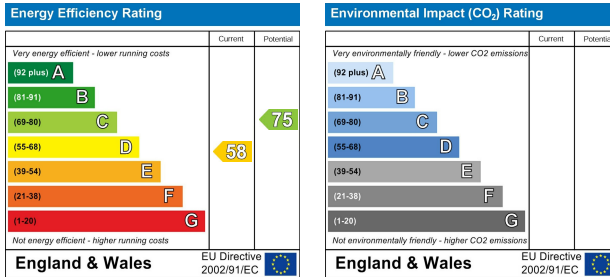 Energy Efficiency Rating
Current Potential
Very energy efficient - lower running costs
(92 plus) A
(81-91) B
(69-80) C
75
(55-68) D
58
(39-54) E
(21-38) F
(1-20) G
Not energy efficient - higher running costs
England & Wales
EU Directive
2002/91/EC
Environmental Impact (CO₂) Rating
Current Potential
Very environmentally friendly - lower CO2 emissions
(92 plus) A
(81-91) B
(69-80) C
(55-68) D
(39-54) E
(21-38) F
(1-20) G
Not environmentally friendly - higher CO2 emissions
England & Wales
EU Directive
2002/91/EC